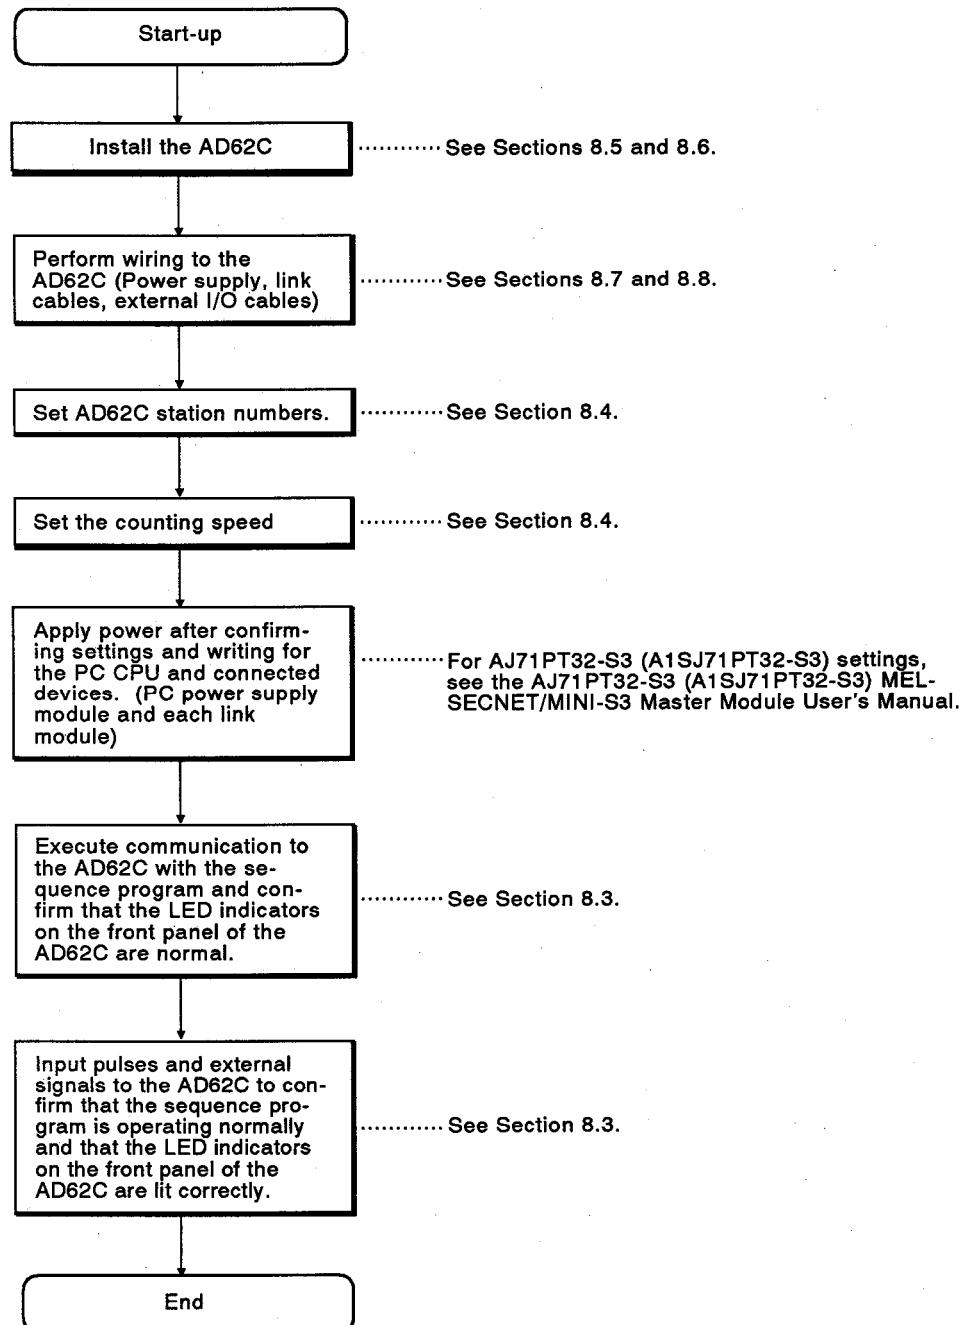 Start-up
Install the AD62C
············ See Sections 8.5 and 8.6.
Perform wiring to the
AD62C (Power supply, link
cables, external I/O cables)
············ See Sections 8.7 and 8.8.
Set AD62C station numbers.
············ See Section 8.4.
Set the counting speed
············ See Section 8.4.
Apply power after confirm-
ing settings and writing for
the PC CPU and connected
devices. (PC power supply
module and each link
module)
············ For AJ71PT32-S3 (A1SJ71PT32-S3) settings,
see the AJ71PT32-S3 (A1SJ71PT32-S3) MEL-
SECNET/MINI-S3 Master Module User's Manual.
Execute communication to
the AD62C with the se-
quence program and con-
firm that the LED indicators
on the front panel of the
AD62C are normal.
············ See Section 8.3.
Input pulses and external
signals to the AD62C to con-
firm that the sequence pro-
gram is operating normally
and that the LED indicators
on the front panel of the
AD62C are lit correctly.
············ See Section 8.3.
End